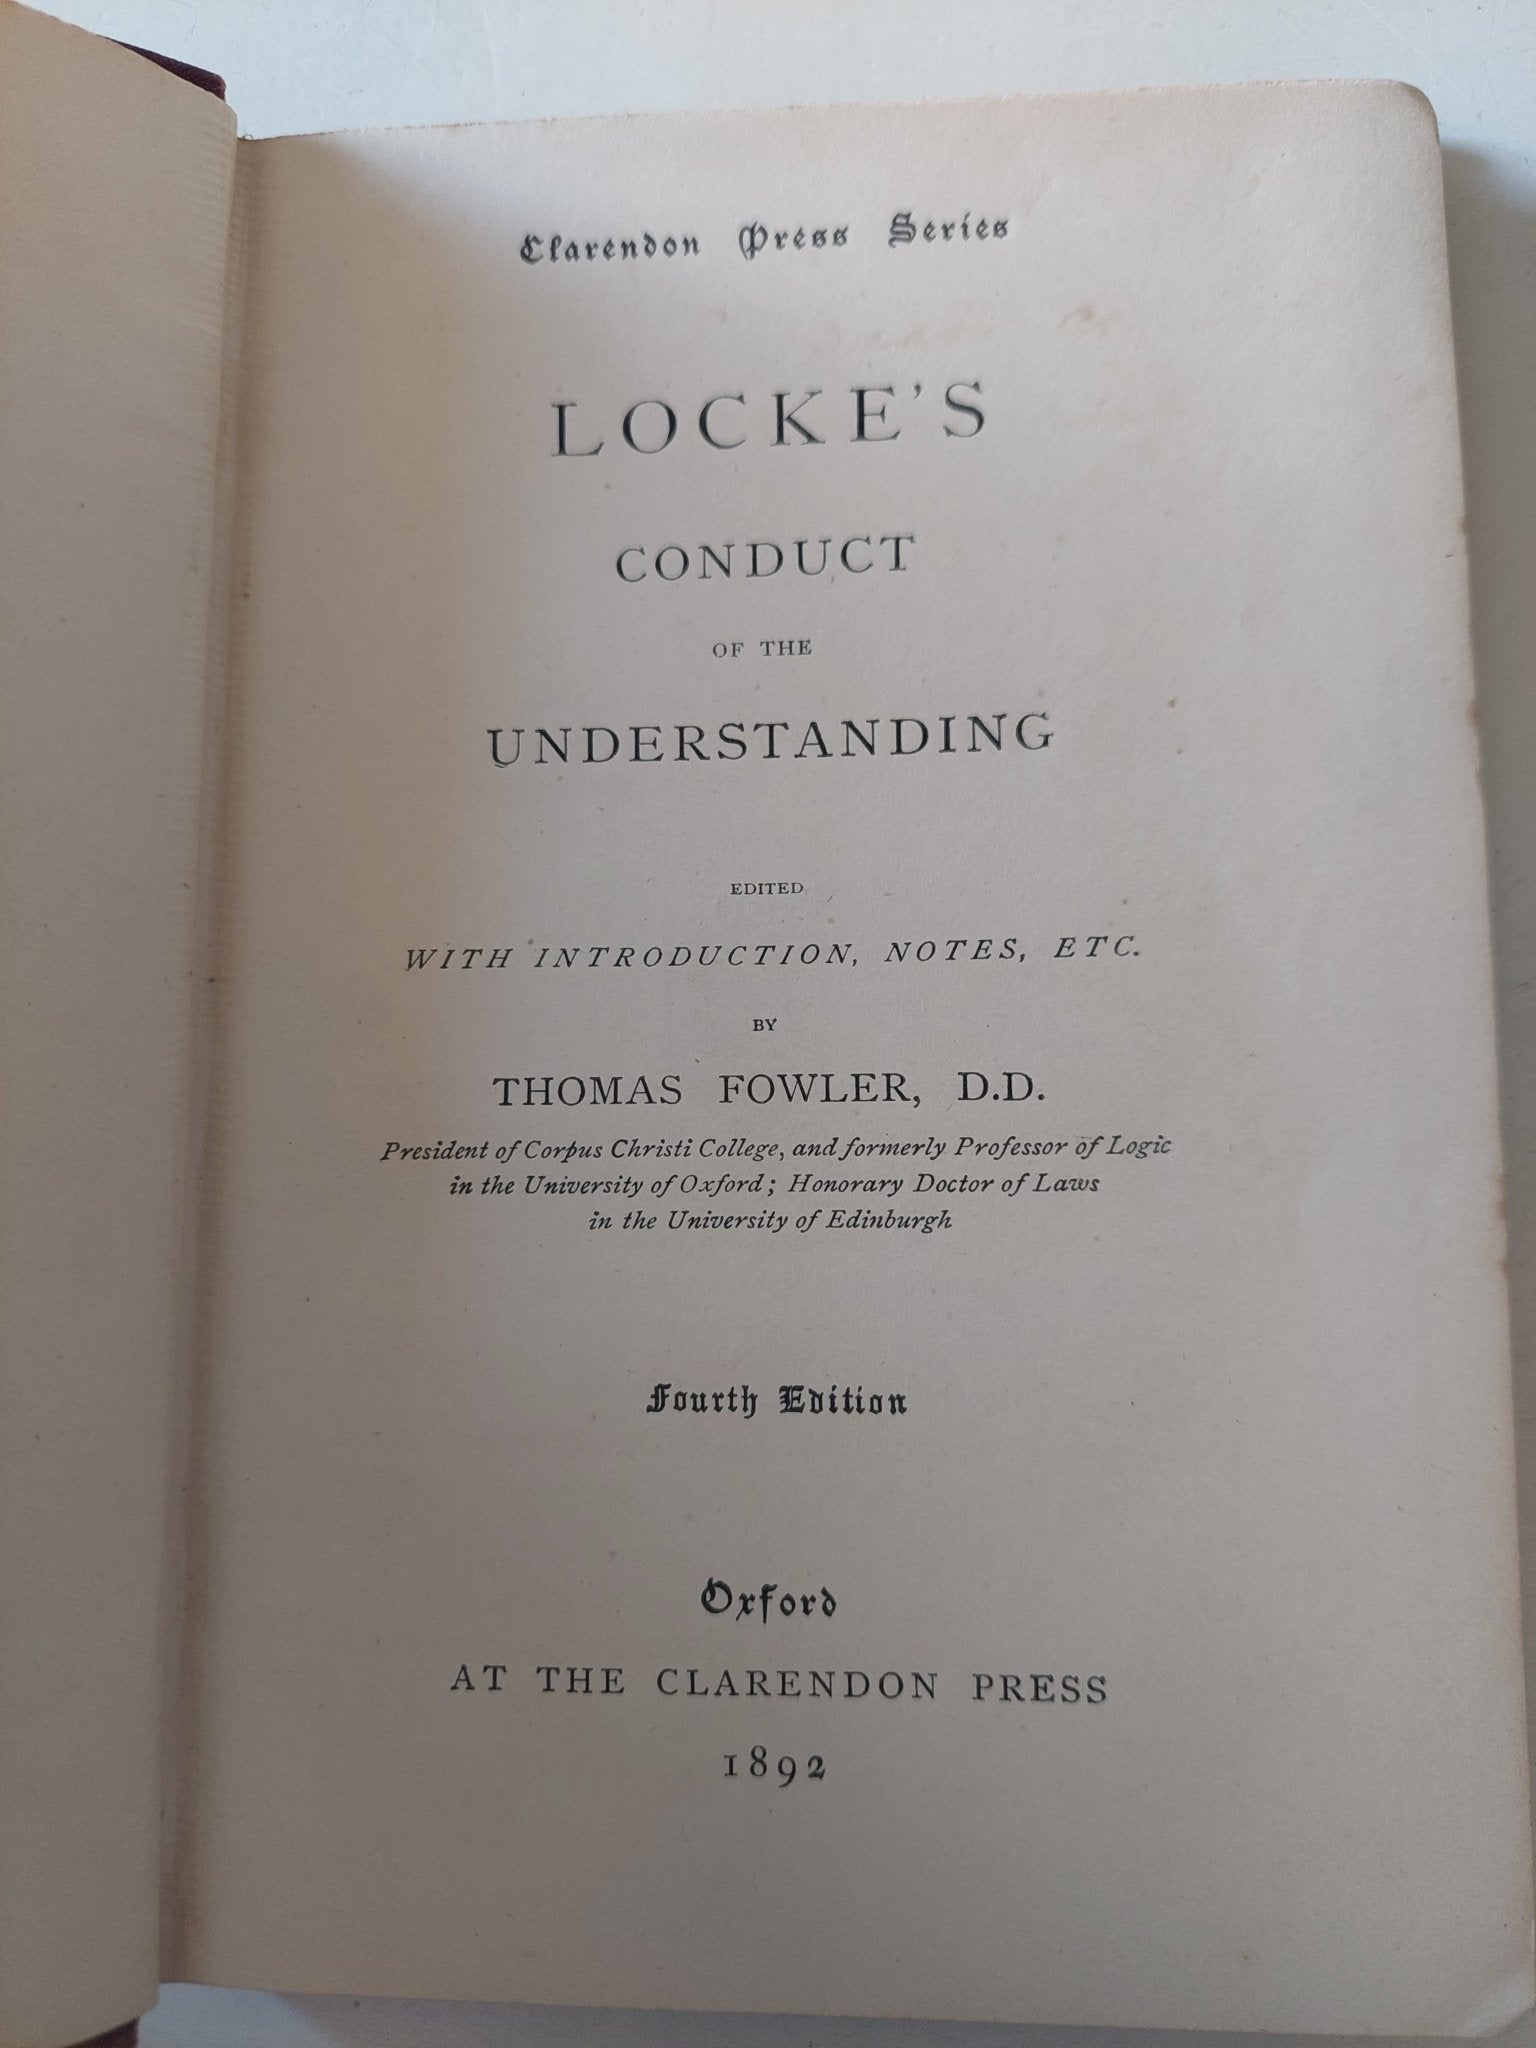 Clarendon Press Series
LOCKE'S
CONDUCT
OF THE
UNDERSTANDING
EDITED
WITH INTRODUCTION, NOTES, ETC.
BY
THOMAS FOWLER, D.D.
President of Corpus Christi College, and formerly Professor of Logic
in the University of Oxford; Honorary Doctor of Laws
in the University of Edinburgh
Fourth Edition
Oxford
AT THE CLARENDON PRESS
1892